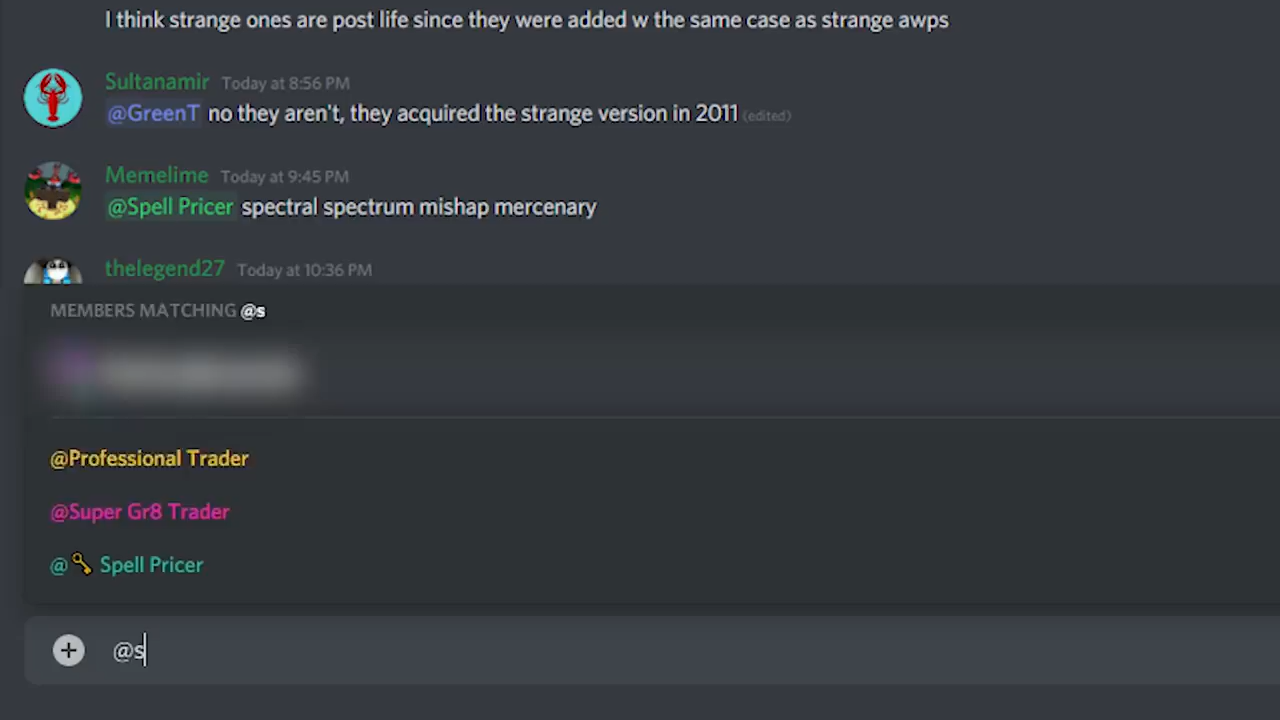 I think strange ones are post life since they were added w the same case as strange awps
Sultanamir Today at 8:56 PM
@GreenT no they aren't, they acquired the strange version in 2011 (edited)
Memelime Today at 9:45 PM
@Spell Pricer spectral spectrum mishap mercenary
thelegend27 Today at 10:36 PM
MEMBERS MATCHING @s
@Professional Trader
@Super Gr8 Trader
@ Spell Pricer
@s